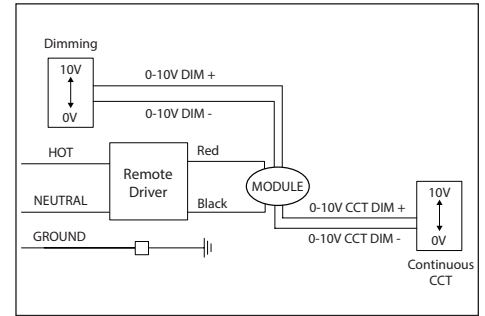 Dimming
10V
0V
0-10V DIM +
0-10V DIM -
HOT
NEUTRAL
GROUND
Remote
Driver
Red
Black
MODULE
0-10V CCT DIM +
0-10V CCT DIM -
10V
0V
Continuous
CCT